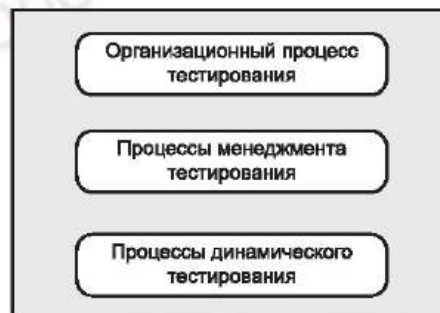 Организационный процесс
тестирования
Процессы менеджмента
тестирования
Процессы динамического
тестирования